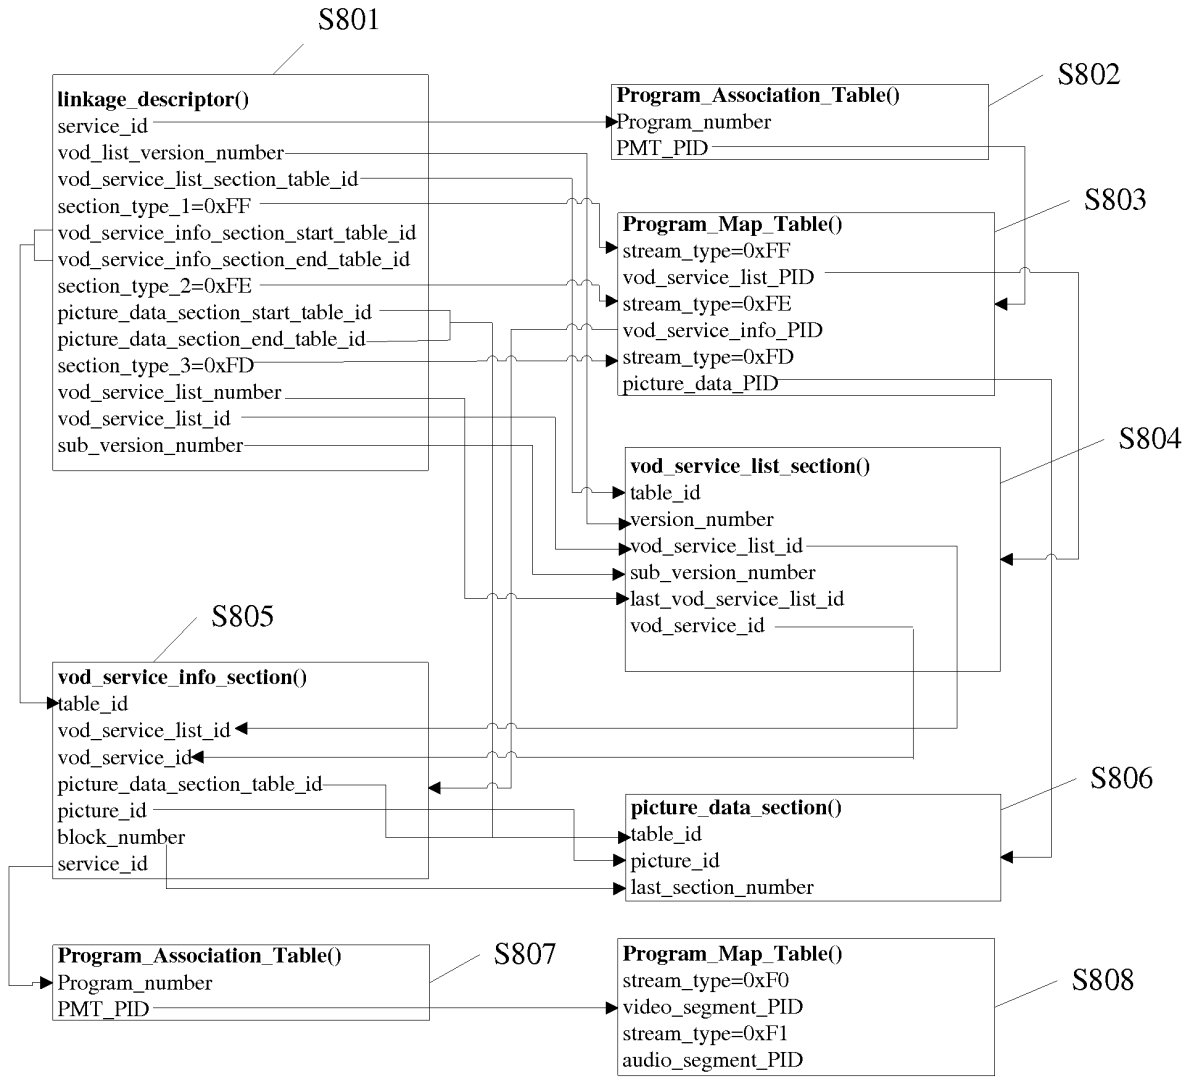 S801
linkage_descriptor()
service_id
vod_list_version_number
vod_service_list_section_table_id
section_type_1=0xFF
vod_service_info_section_start_table_id
vod_service_info_section_end_table_id
section_type_2=0xFE
picture_data_section_start_table_id
picture_data_section_end_table_id
section_type_3=0xFD
vod_service_list_number
vod_service_list_id
sub_version_number
S802
Program_Association_Table()
Program_number
PMT_PID
S803
Program_Map_Table()
stream_type=0xFF
vod_service_list_PID
stream_type=0xFE
vod_service_info_PID
stream_type=0xFD
picture_data_PID
S804
vod_service_list_section()
table_id
version_number
vod_service_list_id
sub_version_number
last_vod_service_list_id
vod_service_id
S805
vod_service_info_section()
table_id
vod_service_list_id
vod_service_id
picture_data_section_table_id
picture_id
block_number
service_id
S806
picture_data_section()
table_id
picture_id
last_section_number
S807
Program_Association_Table()
Program_number
PMT_PID
S808
Program_Map_Table()
stream_type=0xF0
video_segment_PID
stream_type=0xF1
audio_segment_PID